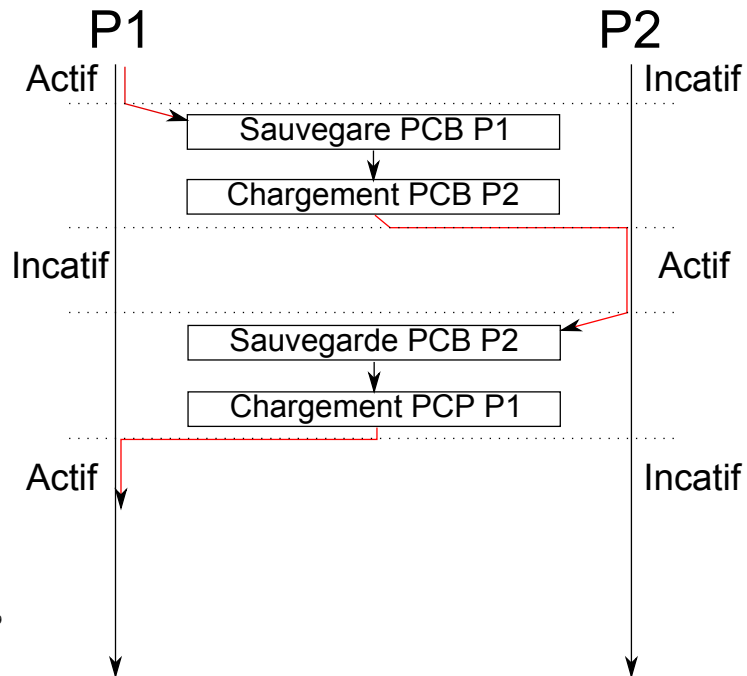 P1 P2
Actif Incatif
Sauvegare PCB P1
Chargement PCB P2
Incatif Actif
Sauvegarde PCB P2
Chargement PCP P1
Actif Incatif